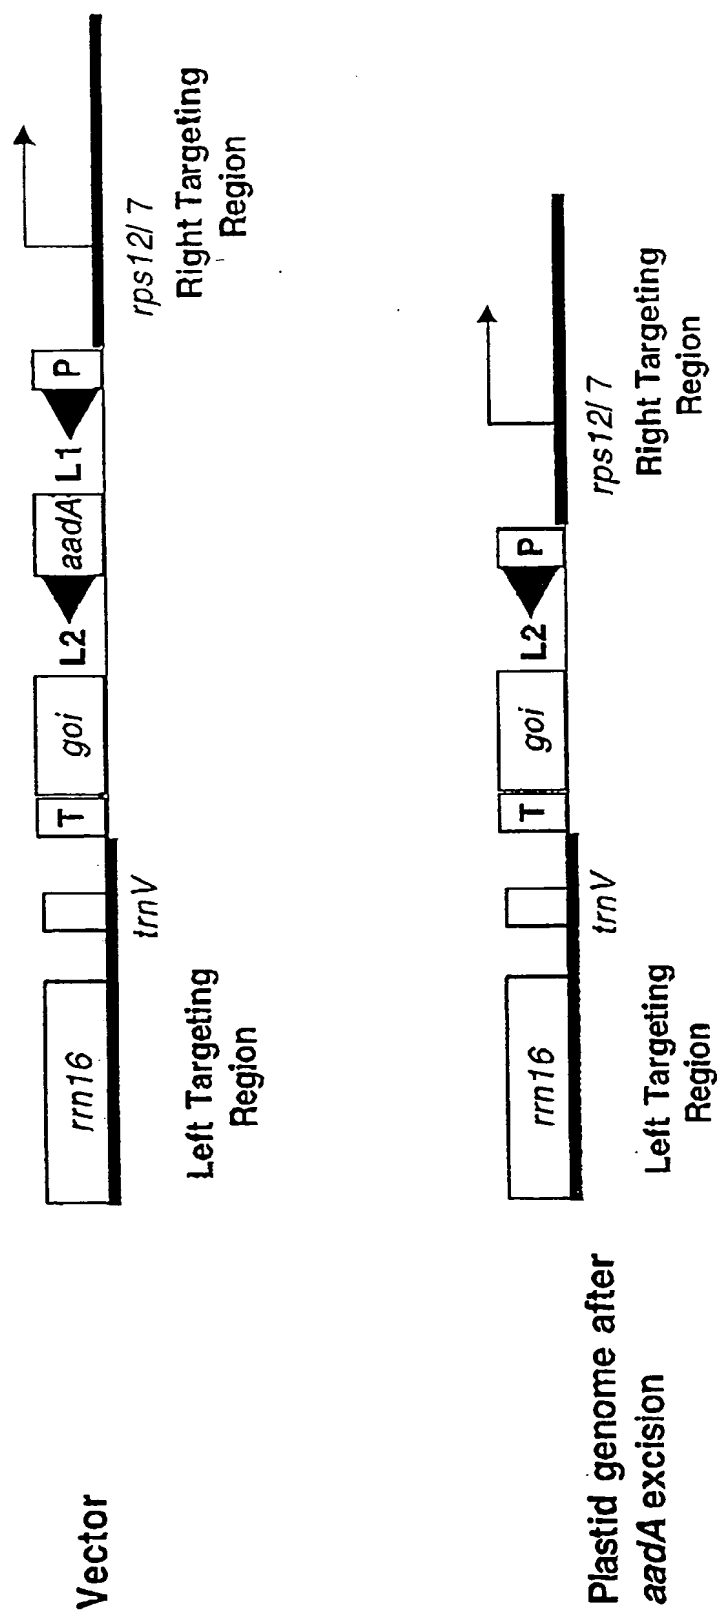 Vector
rrn16
trnV
T
goi
L2
aadA
L1
P
rps12/7
Left Targeting
Region
Right Targeting
Region
Plastid genome after
aadA excision
rrn16
trnV
T
goi
L2
P
rps12/7
Left Targeting
Region
Right Targeting
Region